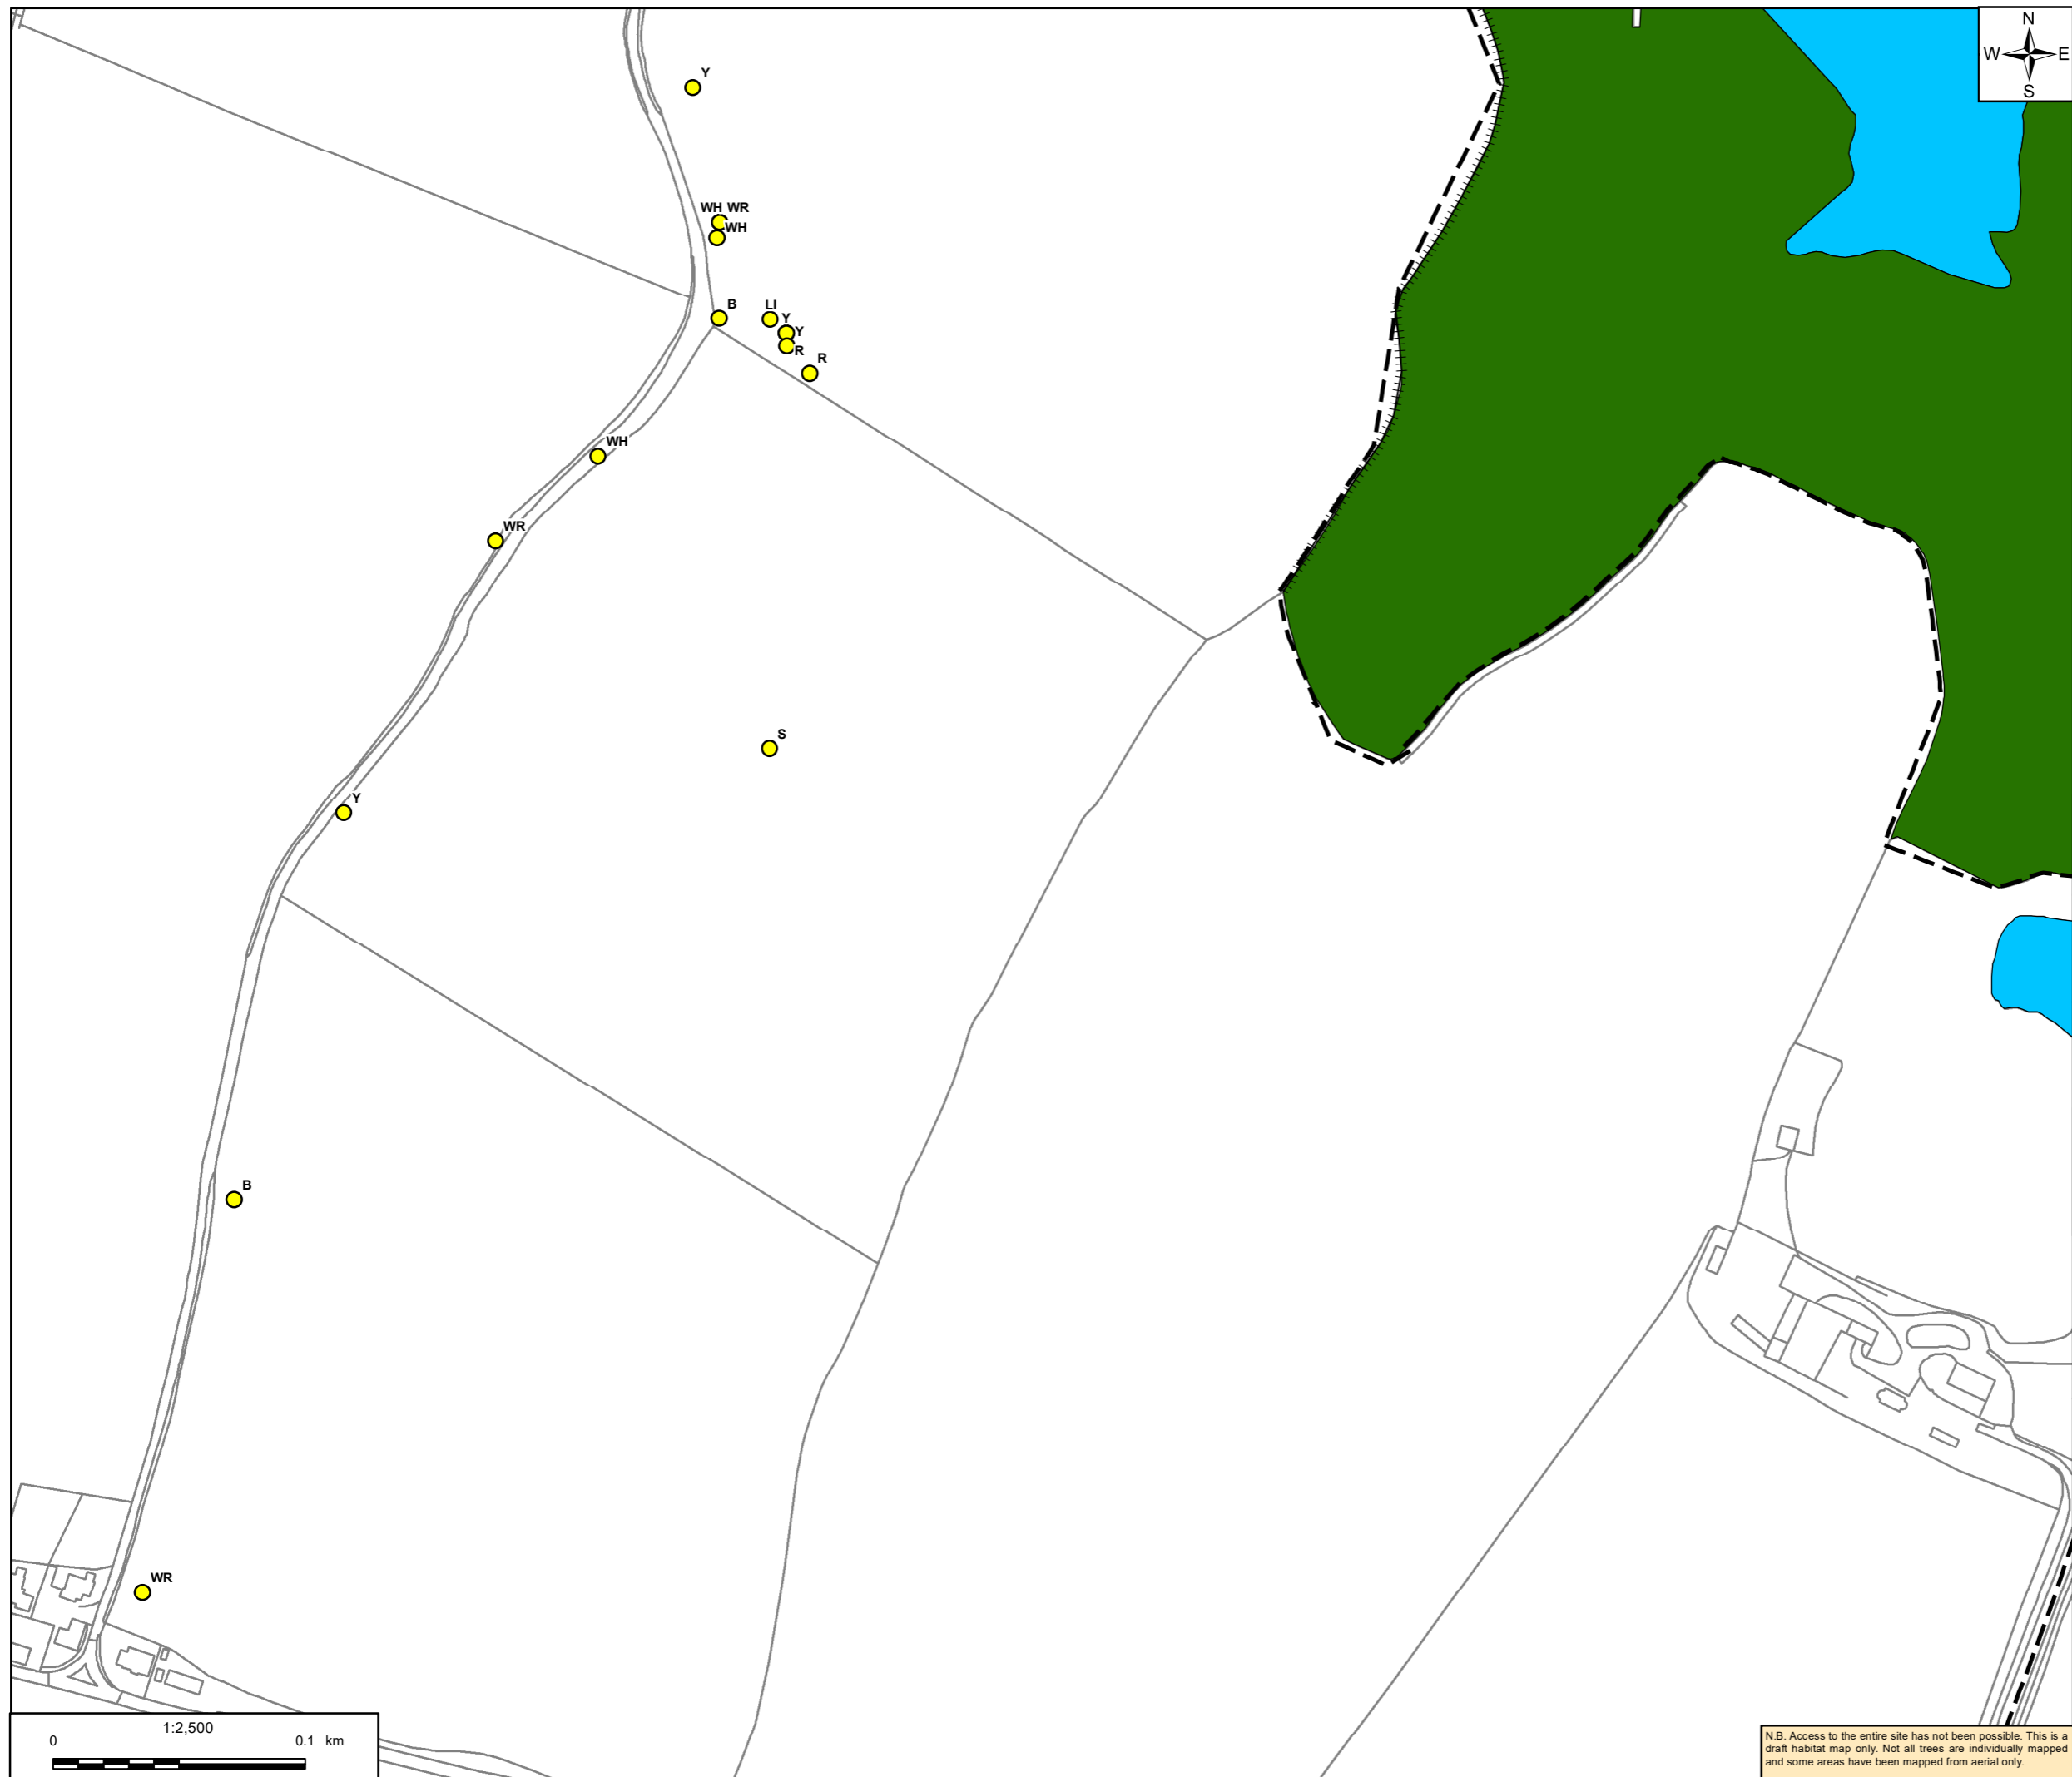 N
W E
S
Y
WH WR
WH
B
LI
Y
Y
R
R
WH
WR
S
Y
B
WR
1:2,500
0 0.1 km
N.B. Access to the entire site has not been possible. This is a
draft habitat map only. Not all trees are individually mapped
and some areas have been mapped from aerial only.